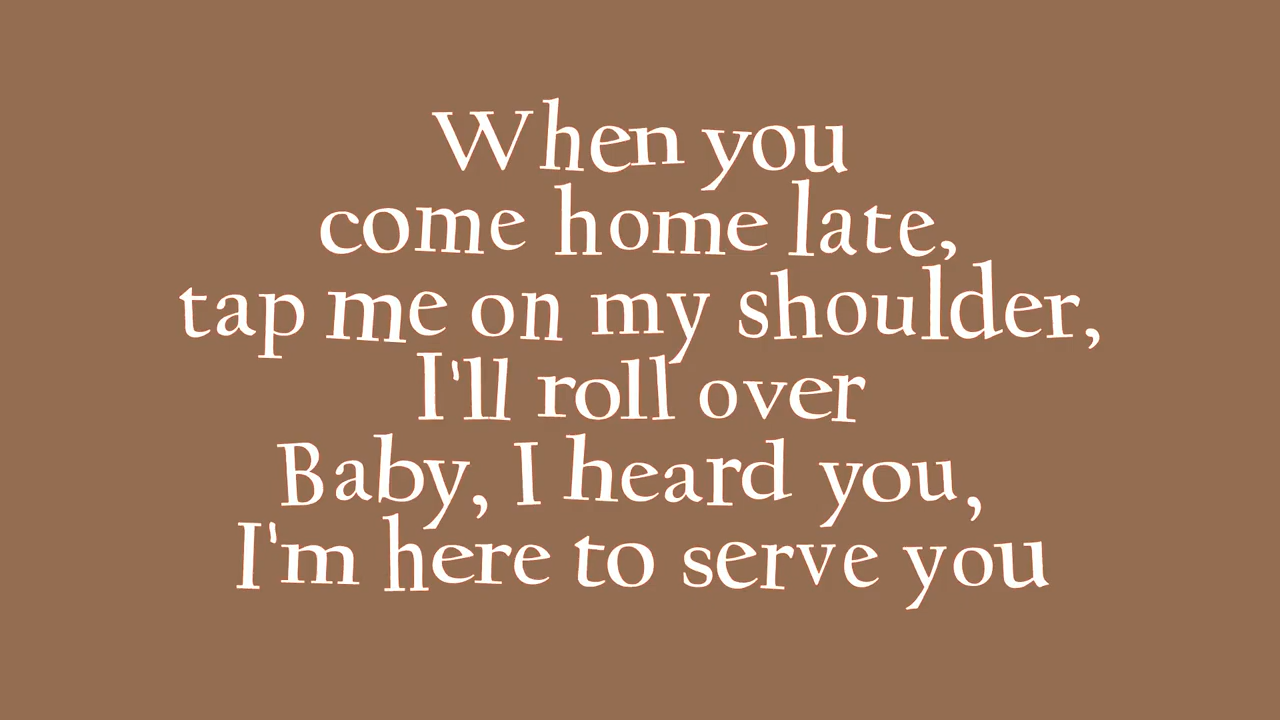 When you
come home late,
tap me on my shoulder,
I'll roll over
Baby, I heard you,
I'm here to serve you